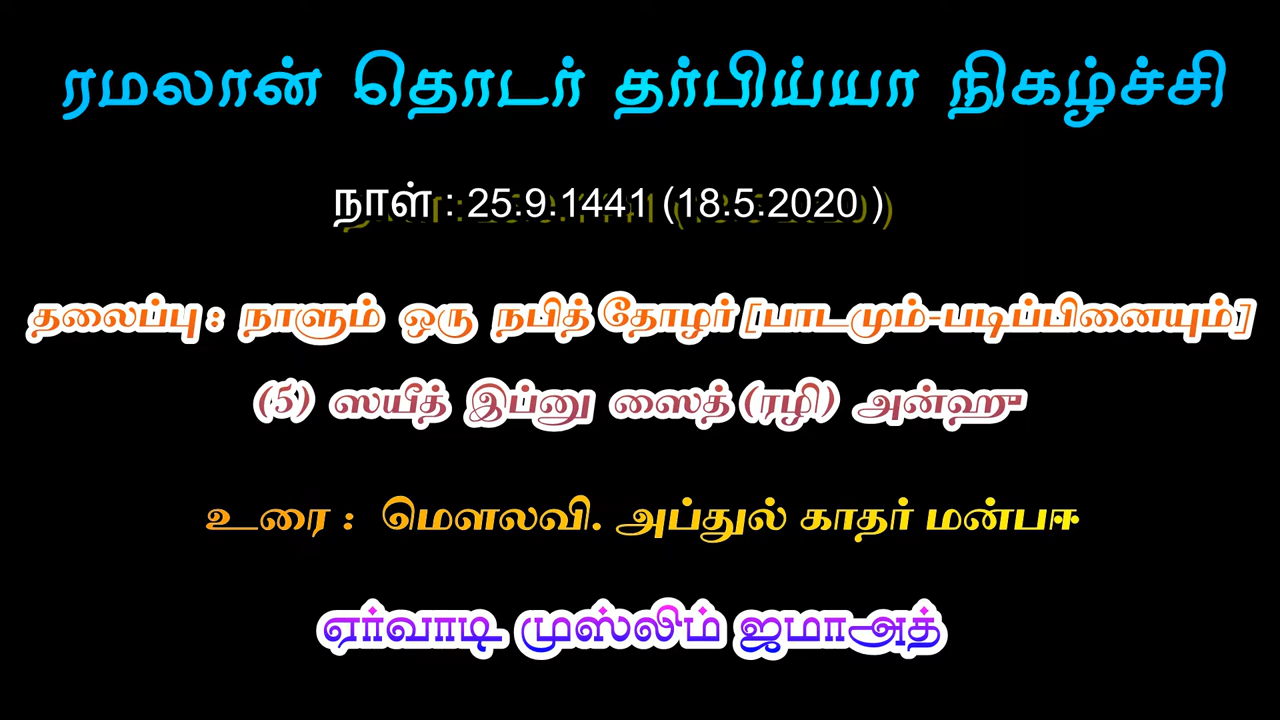 ரமலான் தொடர் தர்பிய்யா நிகழ்ச்சி
நாள் : 25.9.1441 (18.5.2020 )
தலைப்பு : நாளும் ஒரு நபித் தோழர் [பாடமும்-படிப்பினையும்]
(5) ஸயீத் இப்னு ஸைத் (ரழி) அன்ஹு
உரை : மௌலவி. அப்துல் காதர் மன்பஈ
ஏர்வாடி முஸ்லிம் ஜமாஅத்